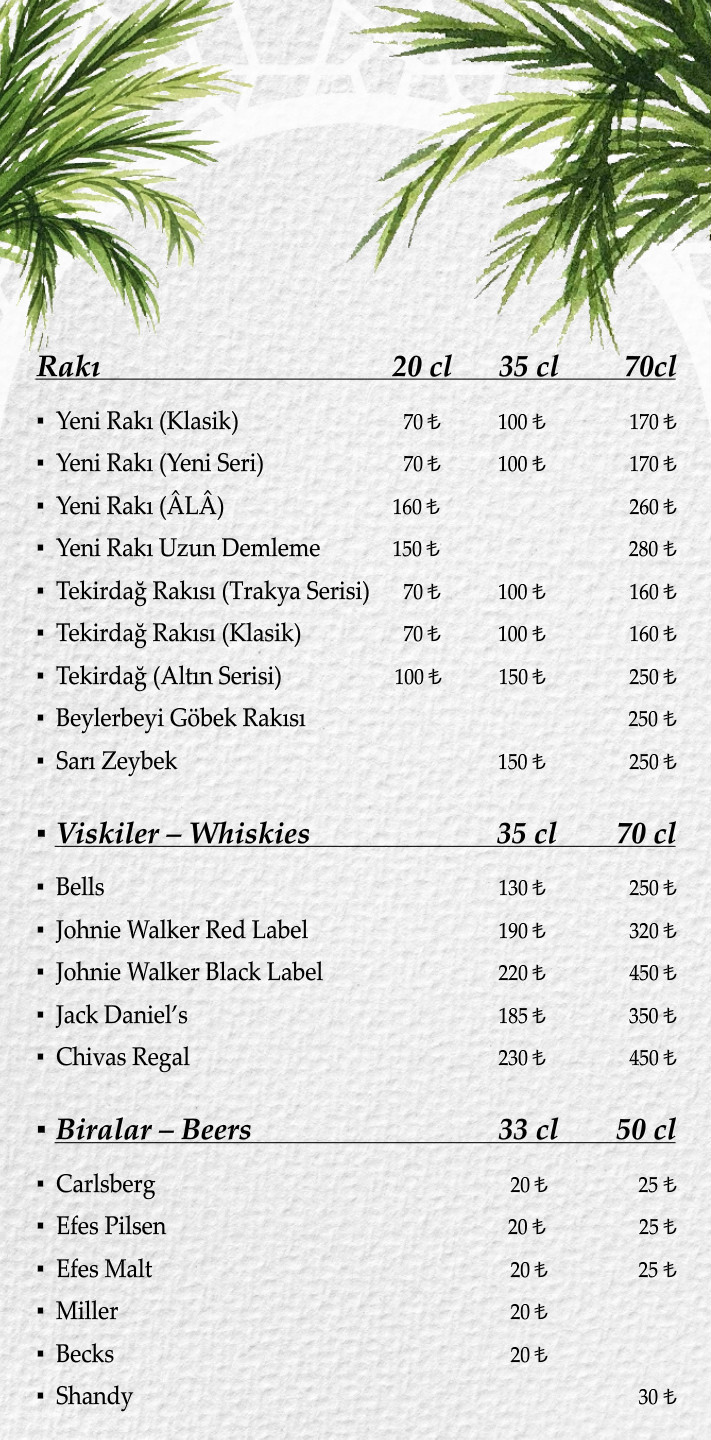 Rakı 20 cl 35 cl 70cl
▪ Yeni Rakı (Klasik) 70 ₺ 100 ₺ 170 ₺
▪ Yeni Rakı (Yeni Seri) 70 ₺ 100 ₺ 170 ₺
▪ Yeni Rakı (ÂLÂ) 160 ₺ 260 ₺
▪ Yeni Rakı Uzun Demleme 150 ₺ 280 ₺
▪ Tekirdağ Rakısı (Trakya Serisi) 70 ₺ 100 ₺ 160 ₺
▪ Tekirdağ Rakısı (Klasik) 70 ₺ 100 ₺ 160 ₺
▪ Tekirdağ (Altın Serisi) 100 ₺ 150 ₺ 250 ₺
▪ Beylerbeyi Göbek Rakısı 250 ₺
▪ Sarı Zeybek 150 ₺ 250 ₺
▪ Viskiler – Whiskies 35 cl 70 cl
▪ Bells 130 ₺ 250 ₺
▪ Johnie Walker Red Label 190 ₺ 320 ₺
▪ Johnie Walker Black Label 220 ₺ 450 ₺
▪ Jack Daniel’s 185 ₺ 350 ₺
▪ Chivas Regal 230 ₺ 450 ₺
▪ Biralar – Beers 33 cl 50 cl
▪ Carlsberg 20 ₺ 25 ₺
▪ Efes Pilsen 20 ₺ 25 ₺
▪ Efes Malt 20 ₺ 25 ₺
▪ Miller 20 ₺
▪ Becks 20 ₺
▪ Shandy 30 ₺